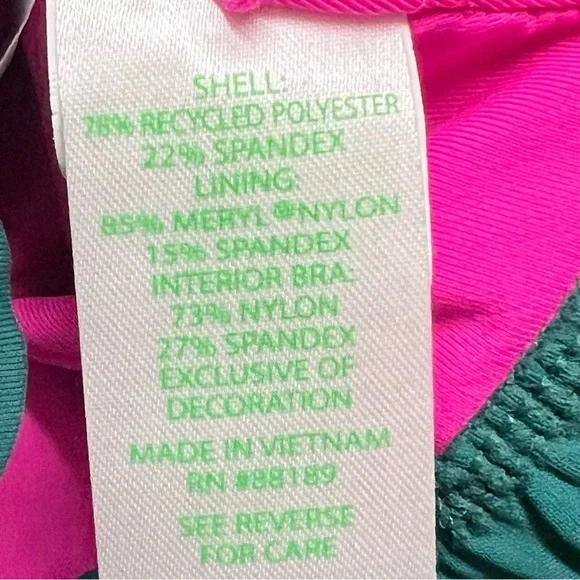 SHELL:
78% RECYCLED POLYESTER
22% SPANDEX
LINING:
85% MERYL®NYLON
15% SPANDEX
INTERIOR BRA:
73% NYLON
27% SPANDEX
EXCLUSIVE OF
DECORATION
MADE IN VIETNAM
RN #88189
SEE REVERSE
FOR CARE